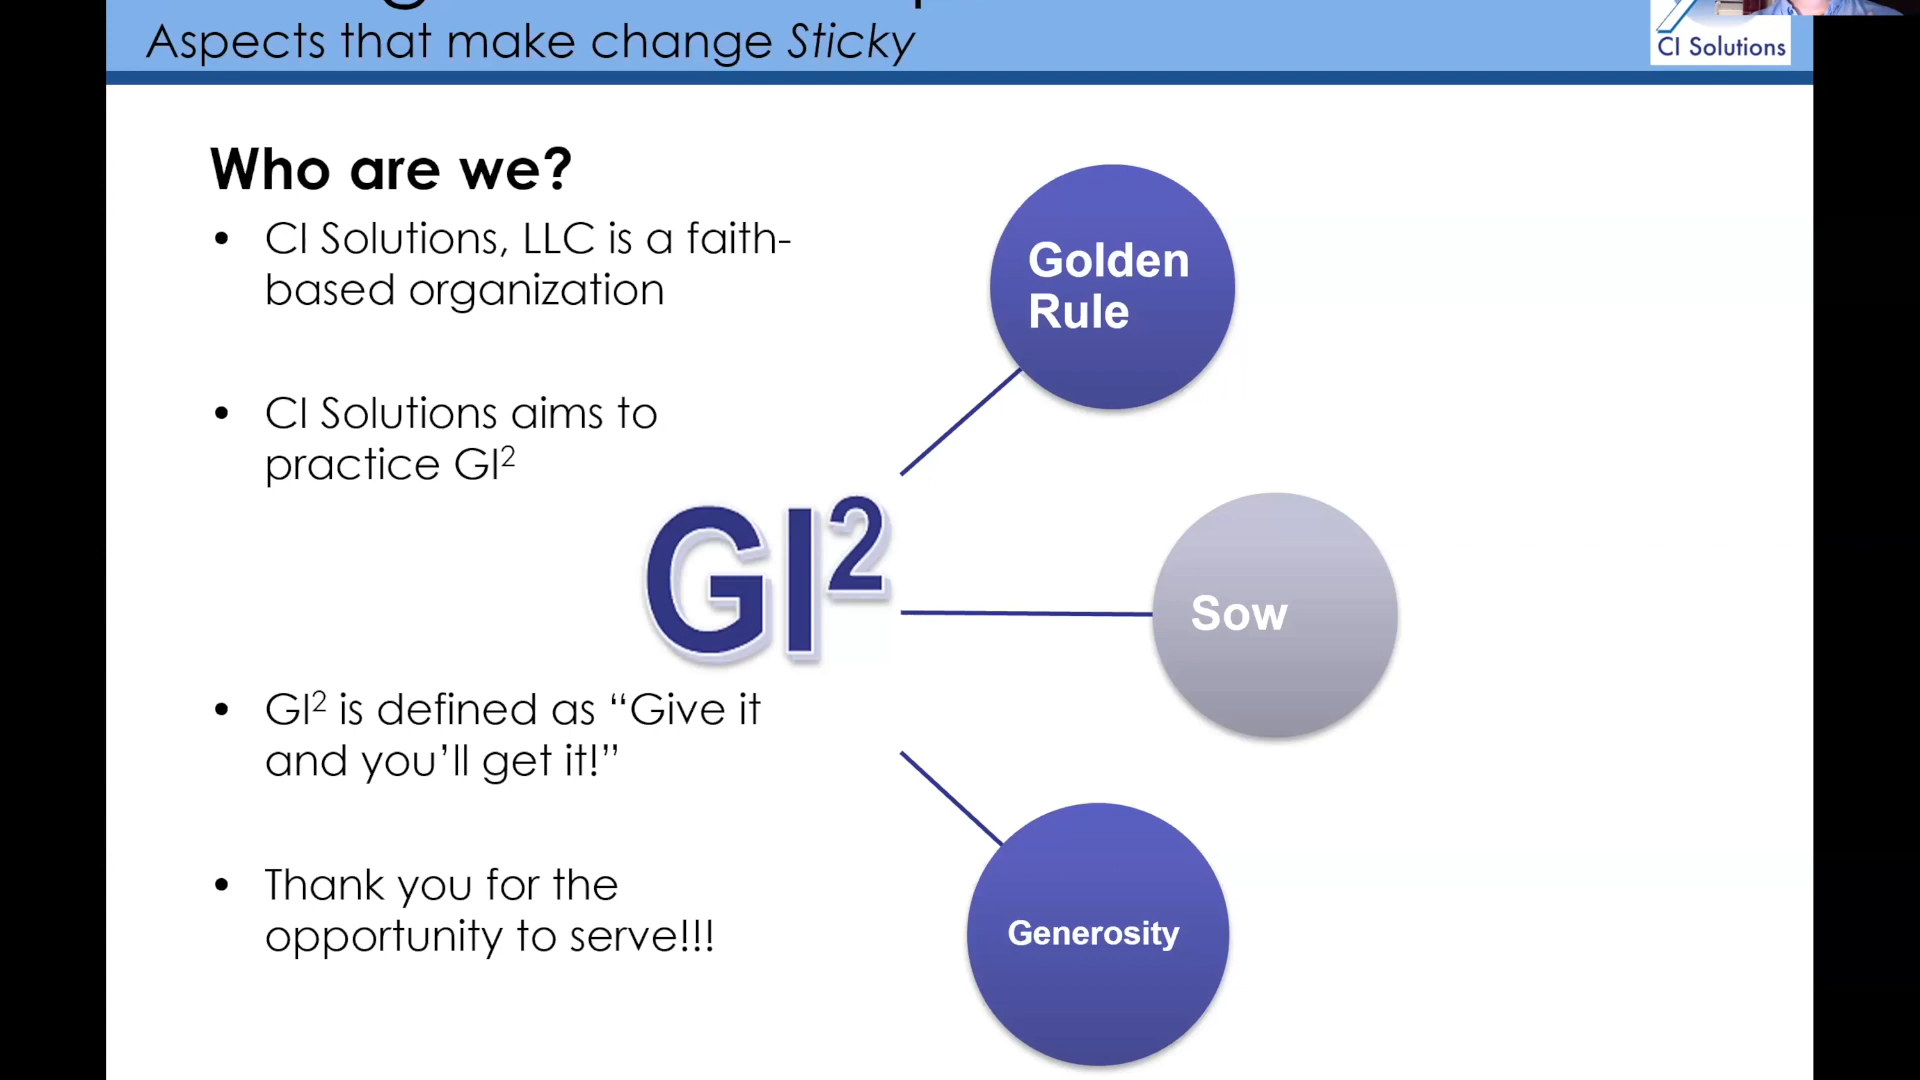 Aspects that make change Sticky
CI Solutions
Who are we?
• CI Solutions, LLC is a faith-
based organization
• CI Solutions aims to
practice GI²
• GI² is defined as “Give it
and you’ll get it!”
• Thank you for the
opportunity to serve!!!
GI²
Golden
Rule
Sow
Generosity